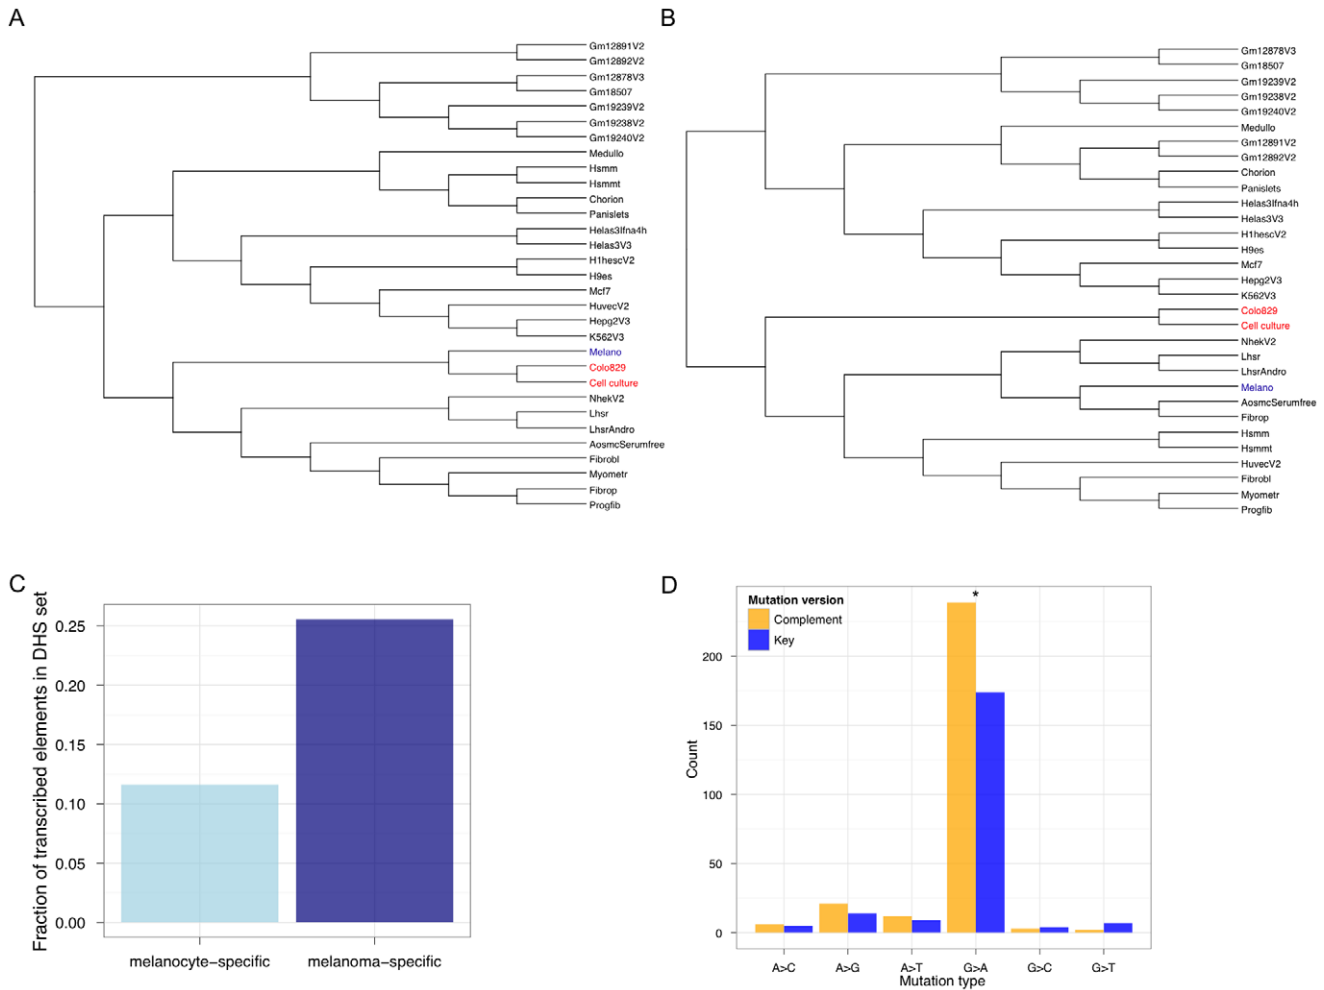 A
Gm12891V2
Gm12892V2
Gm12878V3
Gm18507
Gm19239V2
Gm19238V2
Gm19240V2
Medullo
Hsmm
Hsmmt
Chorion
Panislets
Helas3Ifna4h
Helas3V3
H1hescV2
H9es
Mcf7
HuvecV2
Hepg2V3
K562V3
Melano
Colo829
Cell culture
NhekV2
Lhsr
LhsrAndro
AosmcSerumfree
Fibrobl
Myometr
Fibrop
Progfib
B
Gm12878V3
Gm18507
Gm19239V2
Gm19238V2
Gm19240V2
Medullo
Gm12891V2
Gm12892V2
Chorion
Panislets
Helas3Ifna4h
Helas3V3
H1hescV2
H9es
Mcf7
Hepg2V3
K562V3
Colo829
Cell culture
NhekV2
Lhsr
LhsrAndro
Melano
AosmcSerumfree
Fibrop
Hsmm
Hsmmt
HuvecV2
Fibrobl
Myometr
Progfib
C
Fraction of transcribed elements in DHS set
0.25
0.20
0.15
0.10
0.05
0.00
melanocyte-specific
melanoma-specific
D
Mutation version
Complement
Key
*
Count
200
150
100
50
0
A>C
A>G
A>T
G>A
G>C
G>T
Mutation type